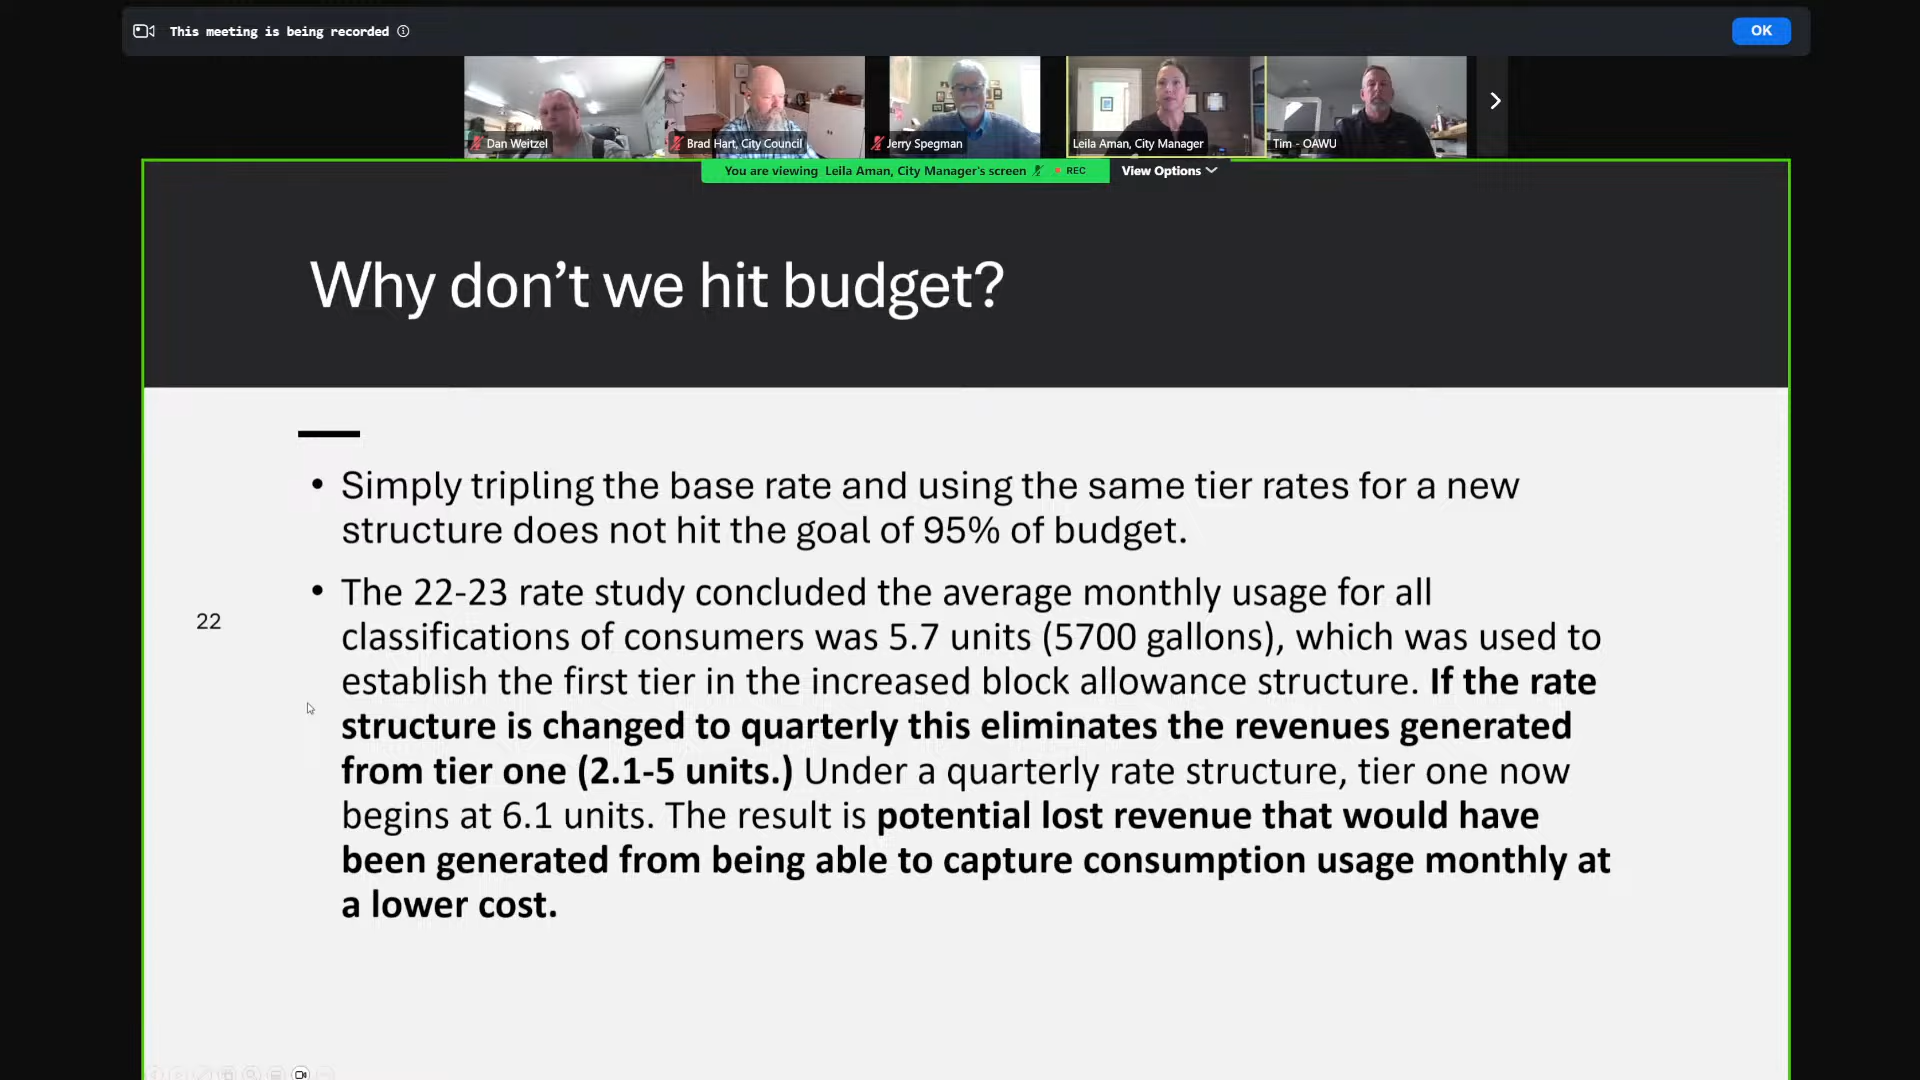 This meeting is being recorded
OK
Dan Weitzel
Brad Hart, City Council
Jerry Spegman
Leila Aman, City Manager
Tim - OAWU
You are viewing Leila Aman, City Manager's screen
REC
View Options
Why don't we hit budget?
• Simply tripling the base rate and using the same tier rates for a new
structure does not hit the goal of 95% of budget.
• The 22-23 rate study concluded the average monthly usage for all
classifications of consumers was 5.7 units (5700 gallons), which was used to
establish the first tier in the increased block allowance structure. If the rate
structure is changed to quarterly this eliminates the revenues generated
from tier one (2.1-5 units.) Under a quarterly rate structure, tier one now
begins at 6.1 units. The result is potential lost revenue that would have
been generated from being able to capture consumption usage monthly at
a lower cost.
22